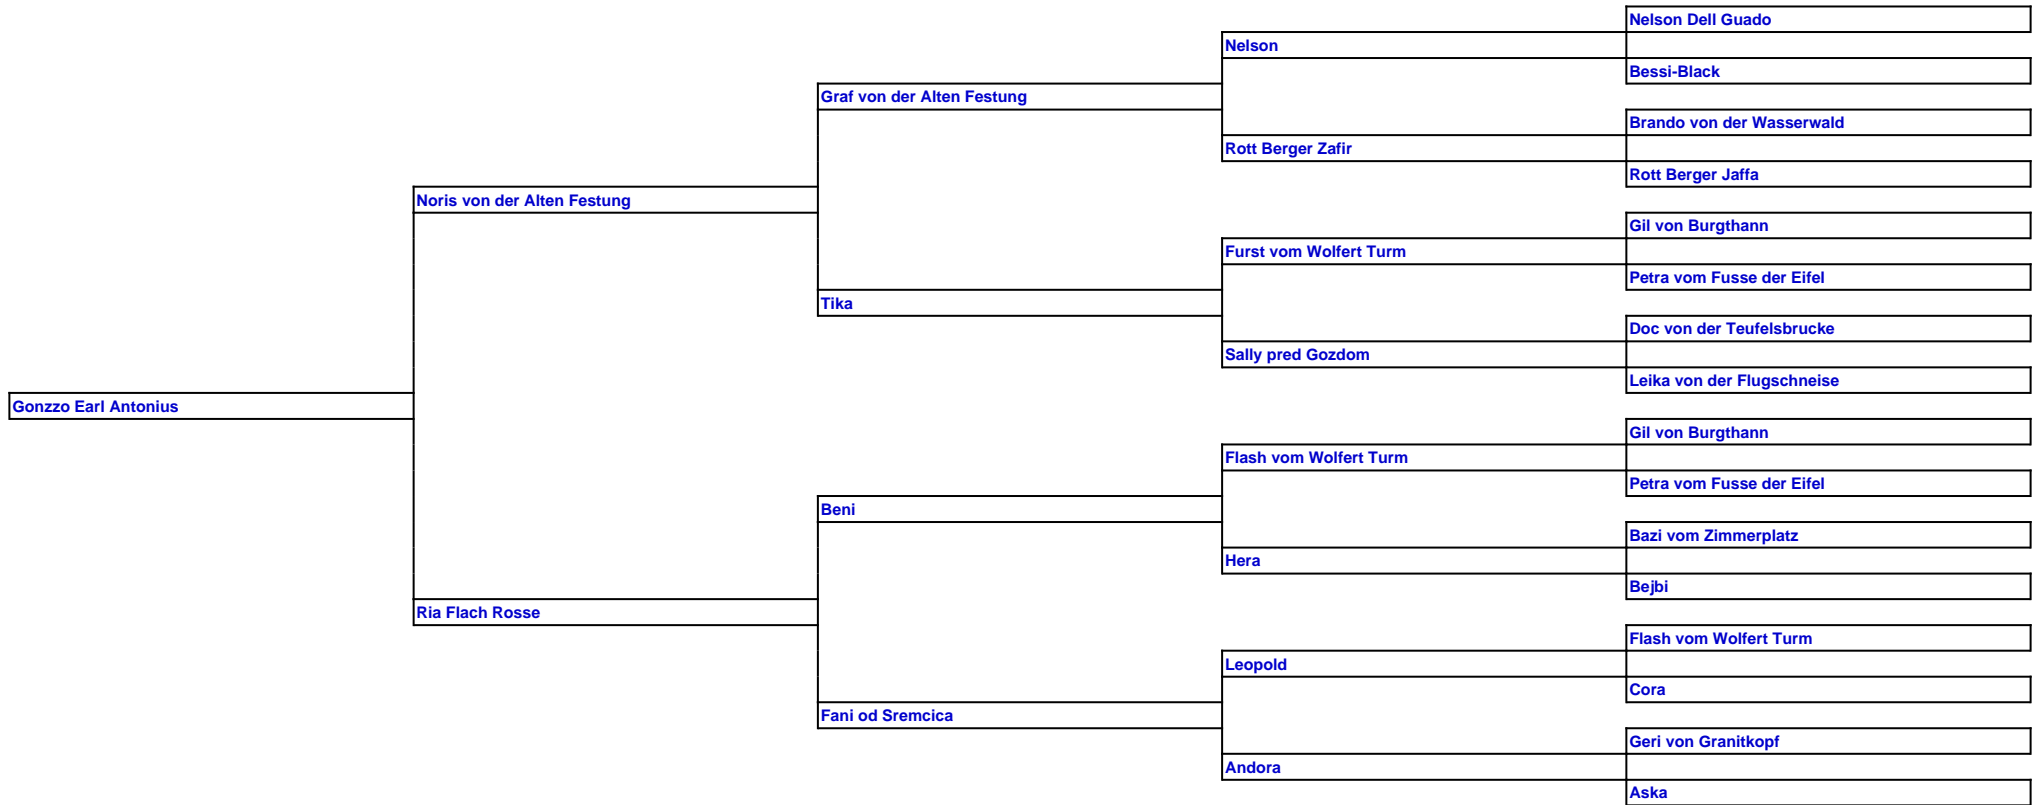 Nelson Dell Guado
Nelson
Bessi-Black
Graf von der Alten Festung
Brando von der Wasserwald
Rott Berger Zafir
Rott Berger Jaffa
Noris von der Alten Festung
Gil von Burgthann
Furst vom Wolfert Turm
Petra vom Fusse der Eifel
Tika
Doc von der Teufelsbrucke
Sally pred Gozdom
Leika von der Flugschneise
Gonzzo Earl Antonius
Gil von Burgthann
Flash vom Wolfert Turm
Petra vom Fusse der Eifel
Beni
Bazi vom Zimmerplatz
Hera
Bejbi
Ria Flach Rosse
Flash vom Wolfert Turm
Leopold
Cora
Fani od Sremcica
Geri von Granitkopf
Andora
Aska